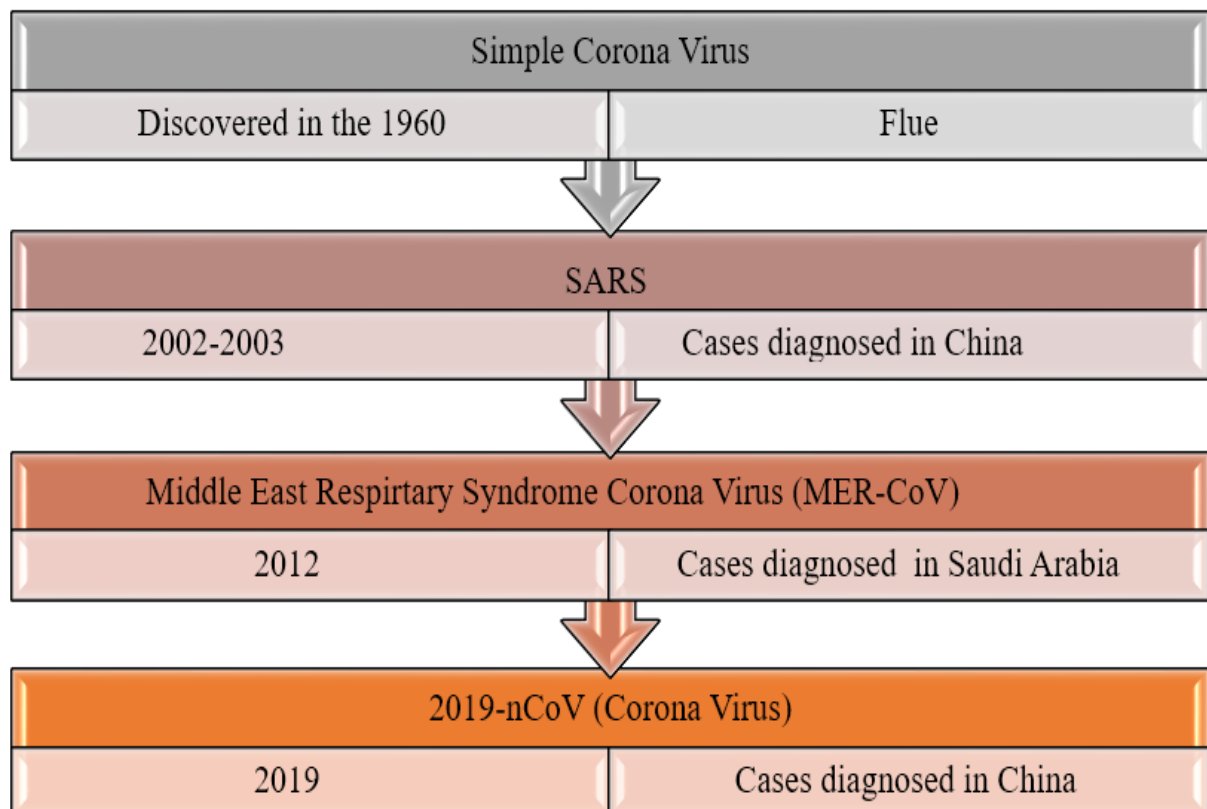 Simple Corona Virus
Discovered in the 1960
Flue
SARS
2002-2003
Cases diagnosed in China
Middle East Respirtary Syndrome Corona Virus (MER-CoV)
2012
Cases diagnosed in Saudi Arabia
2019-nCoV (Corona Virus)
2019
Cases diagnosed in China